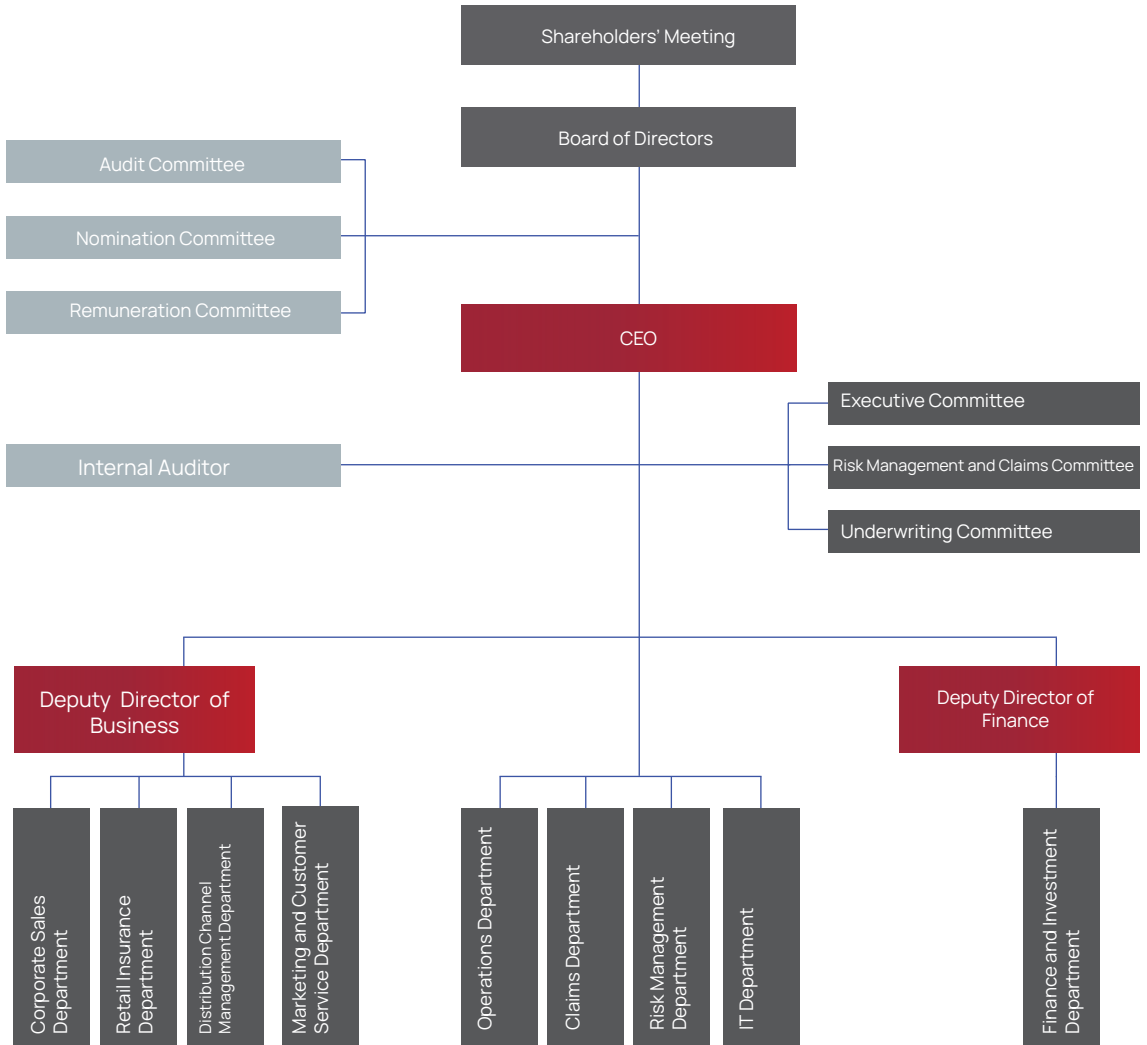 Shareholders' Meeting
Board of Directors
Audit Committee
Nomination Committee
Remuneration Committee
CEO
Executive Committee
Internal Auditor
Risk Management and Claims Committee
Underwriting Committee
Deputy Director of
Business
Deputy Director of
Finance
Corporate Sales
Department
Retail Insurance
Department
Distribution Channel
Management Department
Marketing and Customer
Service Department
Operations Department
Claims Department
Risk Management
Department
IT Department
Finance and Investment
Department